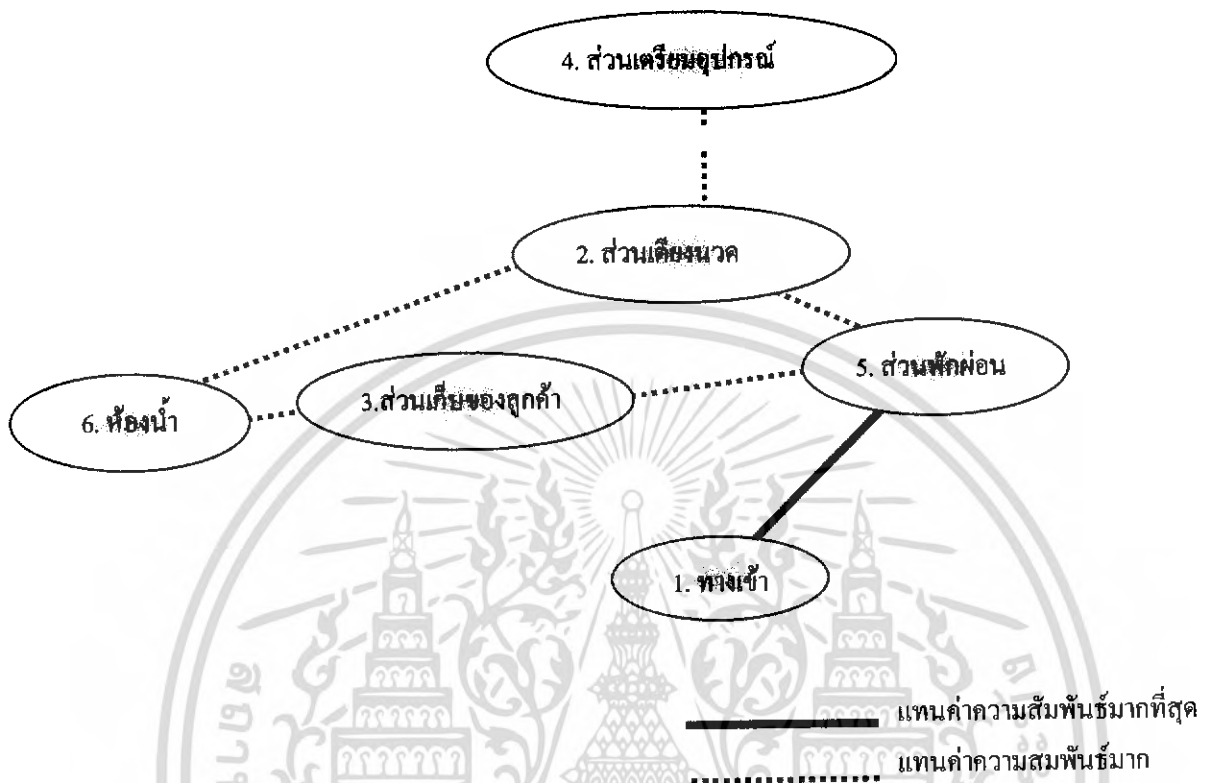 4. ส่วนเตรียมอุปกรณ์
2. ส่วนเตียงนวด
5. ส่วนพักผ่อน
3.ส่วนเก็บของลูกค้า
6. ห้องน้ำ
1. ทางเข้า
แทนค่าความสัมพันธ์มากที่สุด
แทนค่าความสมพันธ์มาก